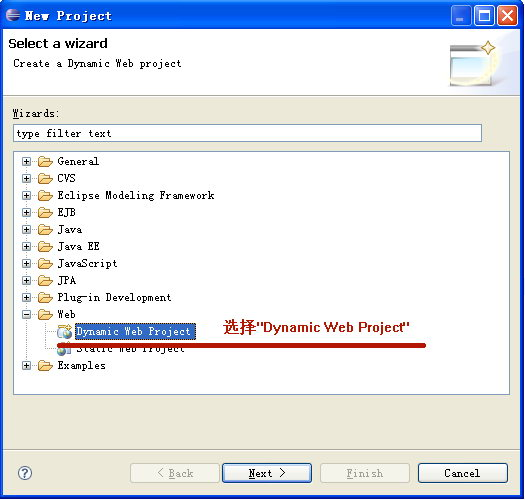 New Project
Select a wizard
Create a Dynamic Web project
Wizards:
type filter text
General
CVS
Eclipse Modeling Framework
EJB
Java
Java EE
JavaScript
JPA
Plug-in Development
Web
Dynamic Web Project 选择"Dynamic Web Project"
Static Web Project
Examples
< Back Next > Finish Cancel